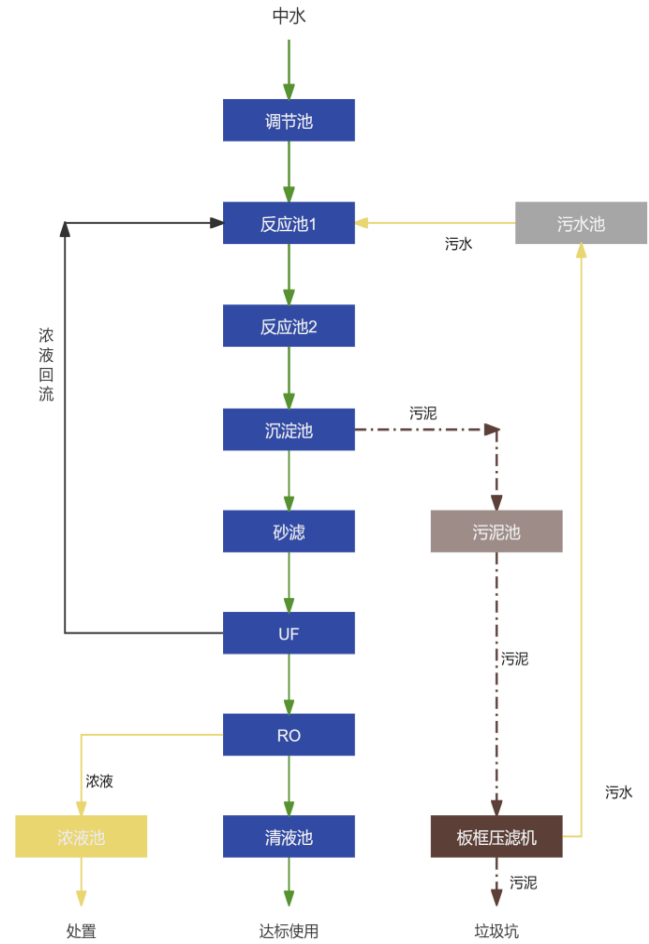 中水
调节池
反应池1
污水池
污水
反应池2
浓液回流
沉淀池
污泥
砂滤
污泥池
UF
污泥
RO
浓液
污水
浓液池
清液池
板框压滤机
污泥
处置
达标使用
垃圾坑